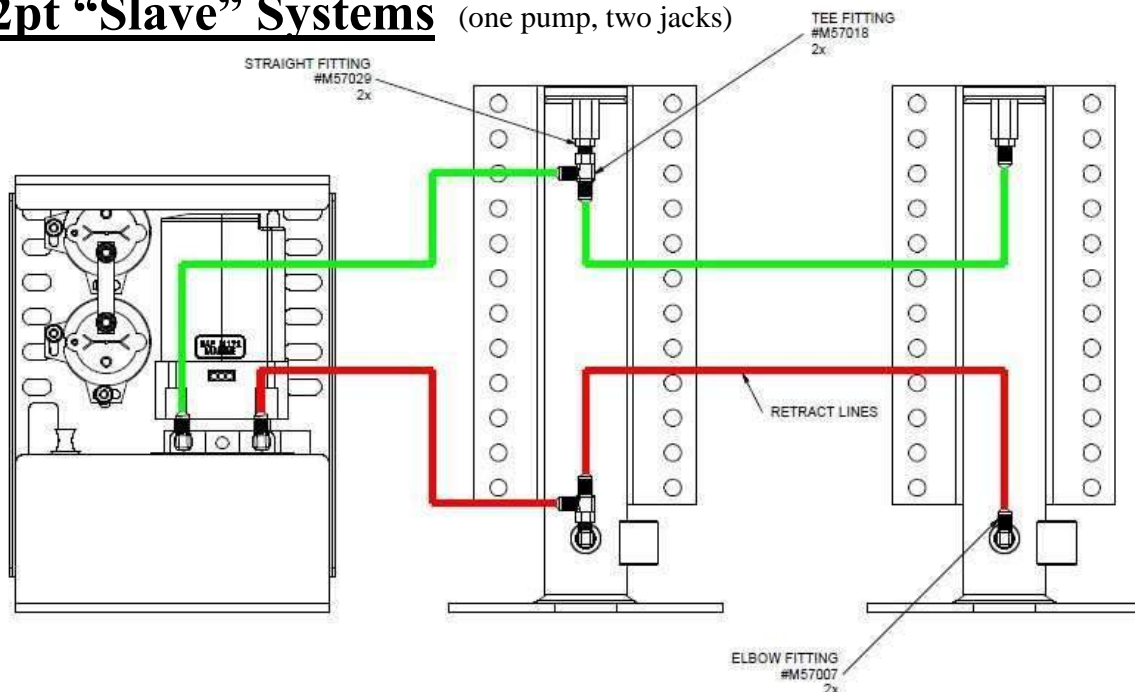 2pt “Slave” Systems (one pump, two jacks)
TEE FITTING
#M57018
2x
STRAIGHT FITTING
#M57029
2x
RETRACT LINES
ELBOW FITTING
#M57007
2x